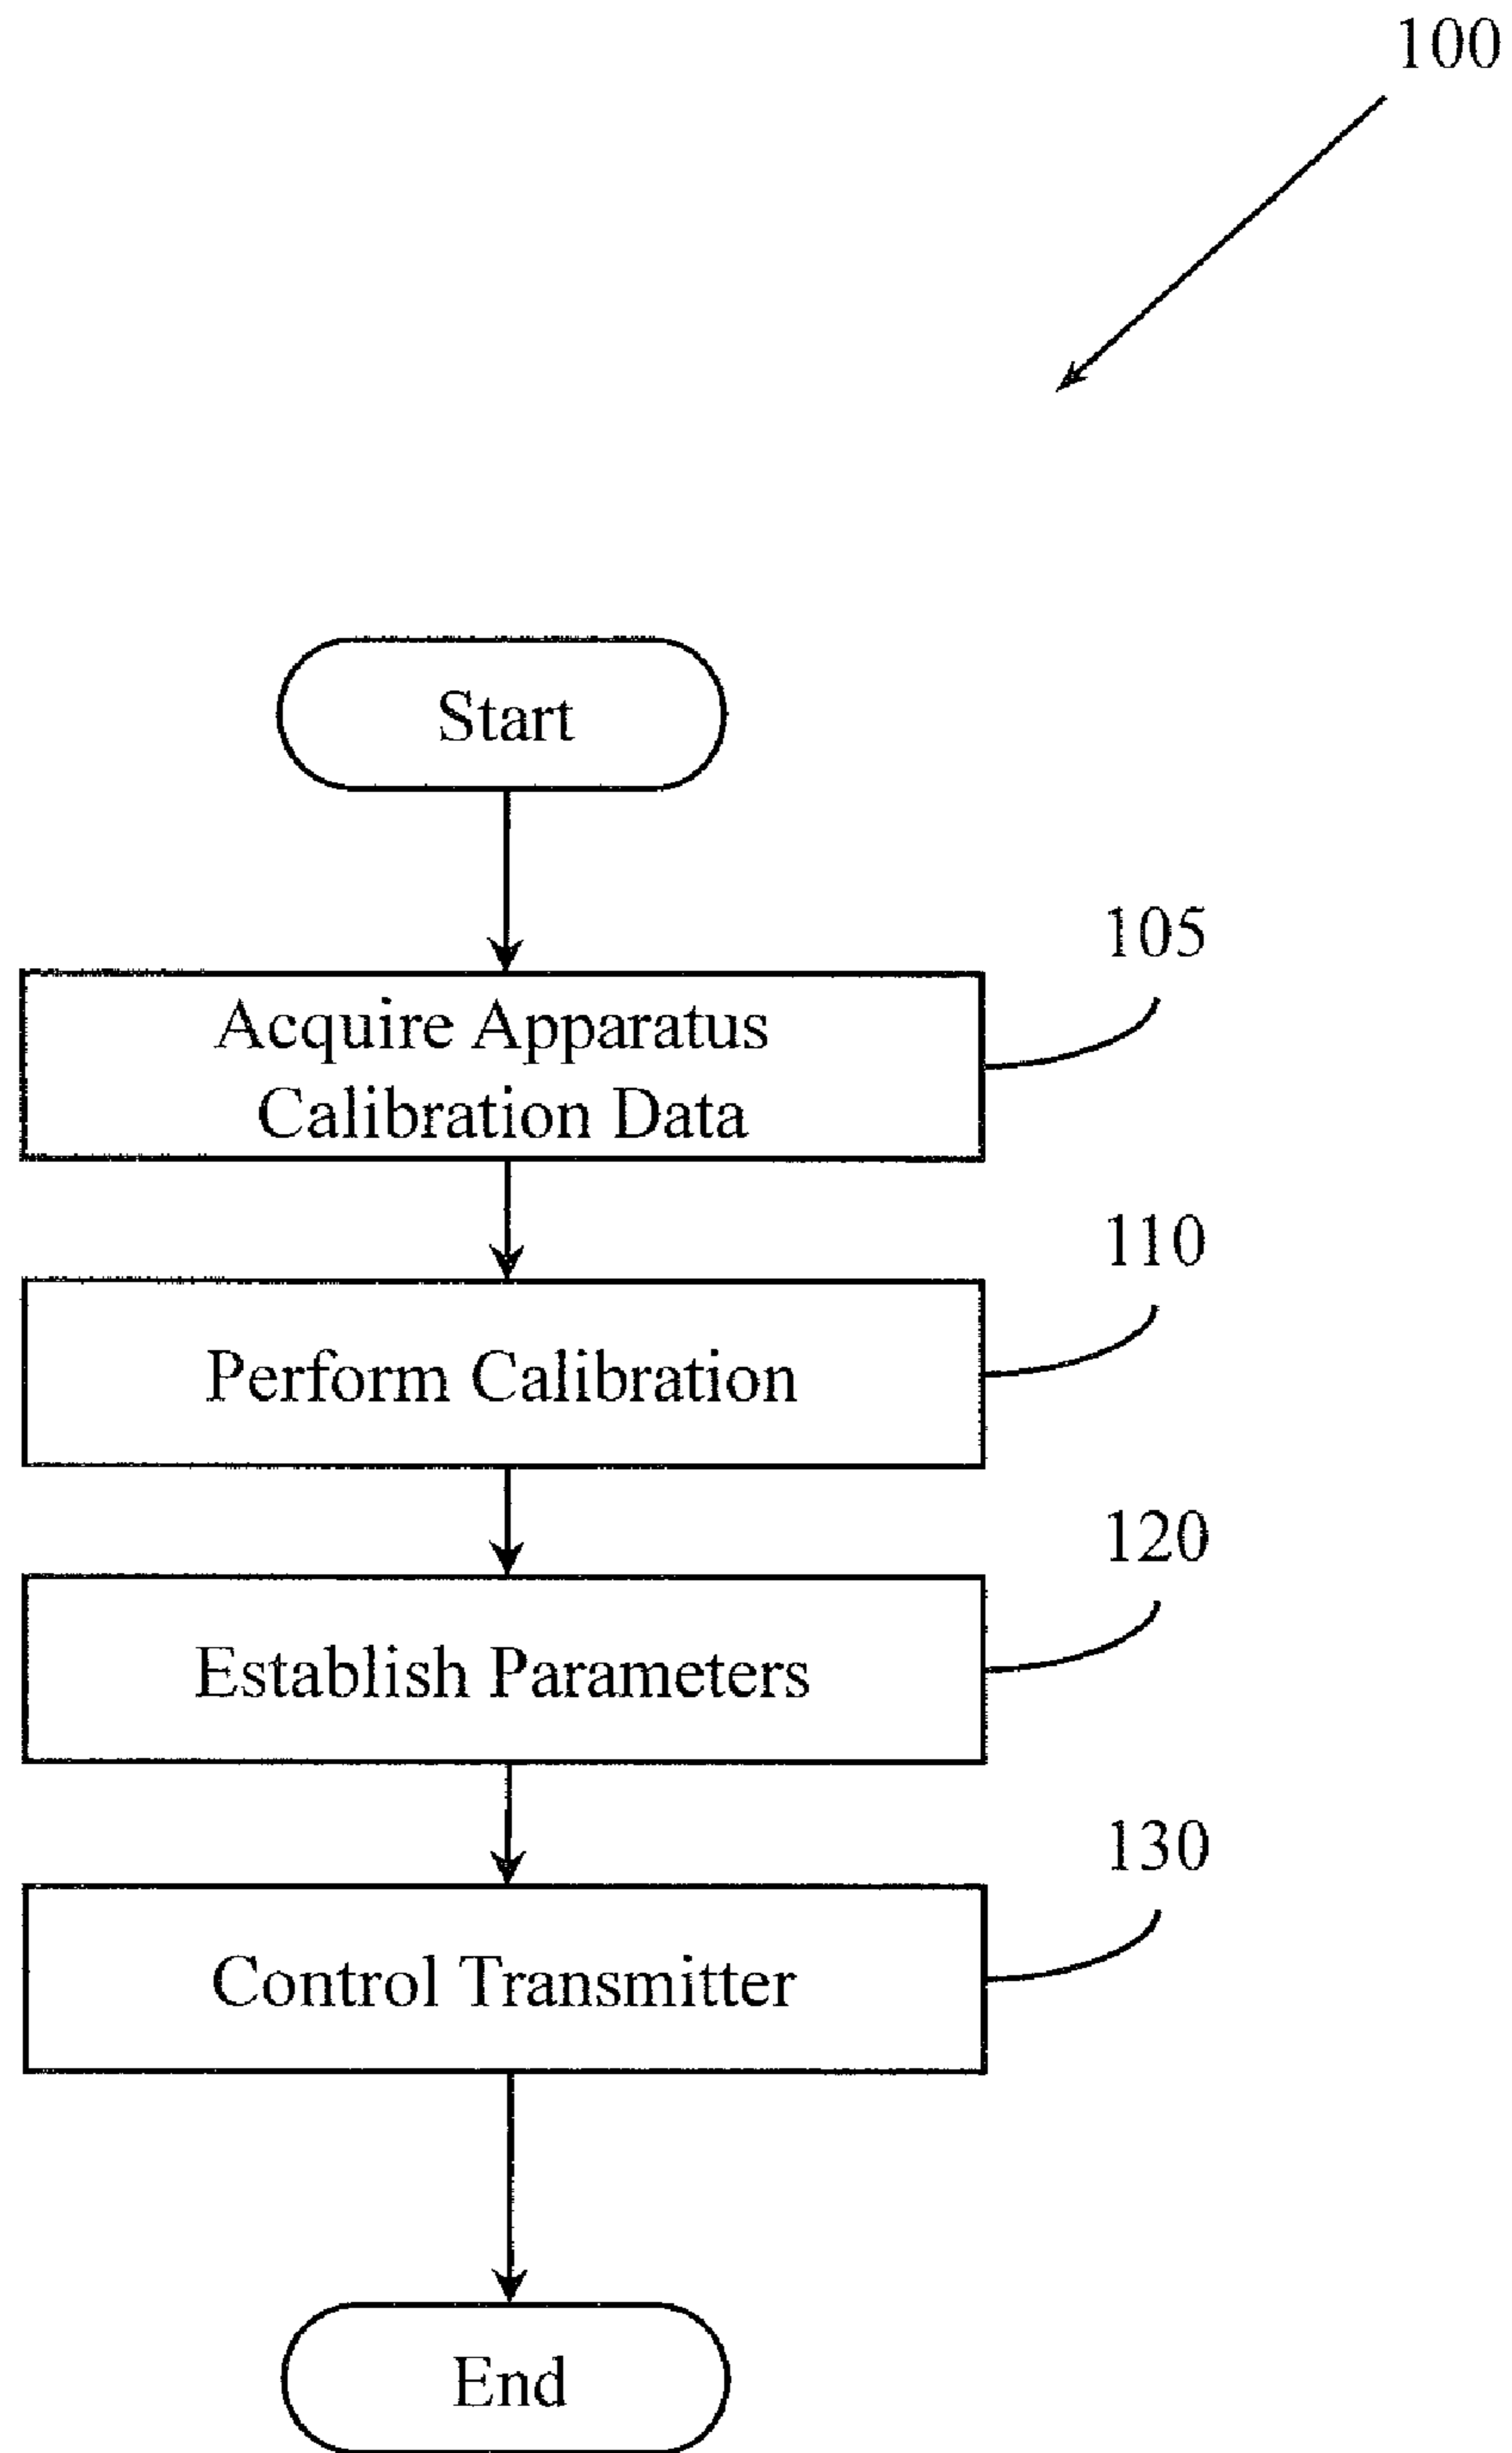 100
Start
105
Acquire Apparatus
Calibration Data
110
Perform Calibration
120
Establish Parameters
130
Control Transmitter
End